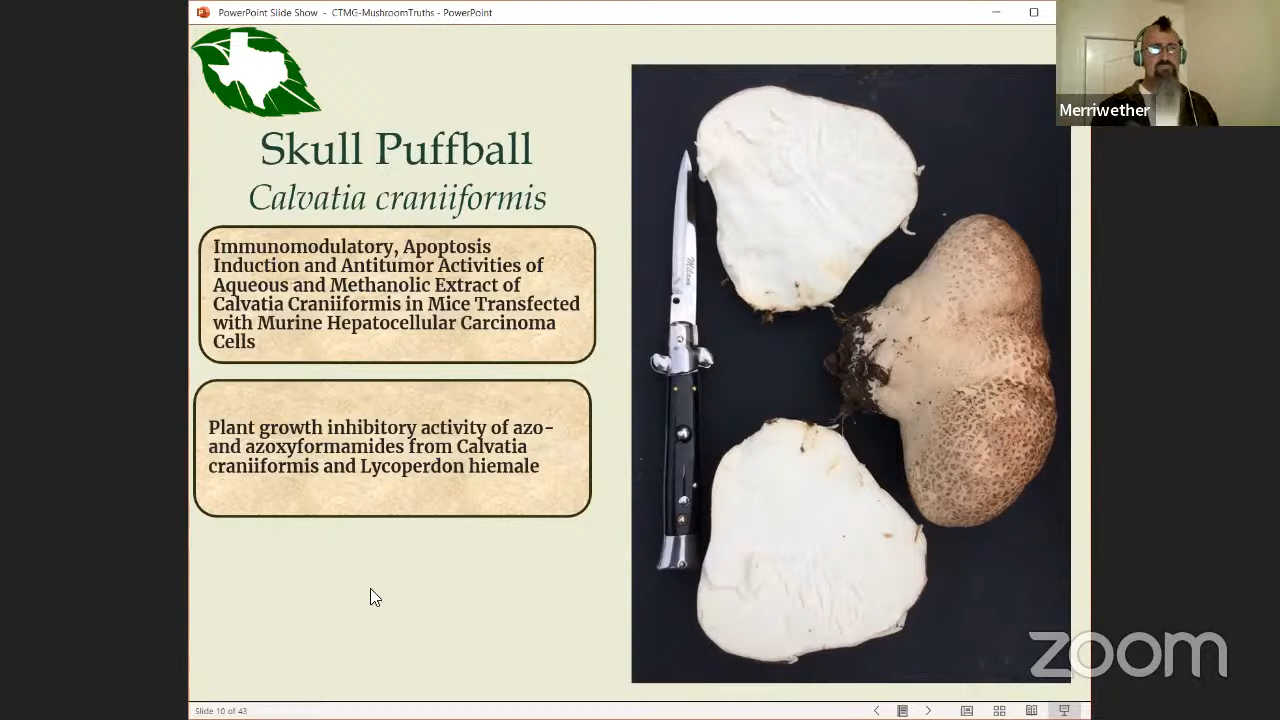 PowerPoint Slide Show - CTMG-MushroomTruths - PowerPoint
Merriwether
Skull Puffball
Calvatia craniiformis
Immunomodulatory, Apoptosis
Induction and Antitumor Activities of
Aqueous and Methanolic Extract of
Calvatia Craniiformis in Mice Transfected
with Murine Hepatocellular Carcinoma
Cells
Plant growth inhibitory activity of azo-
and azoxyformamides from Calvatia
craniiformis and Lycoperdon hiemale
Milano
zoom
Slide 10 of 43